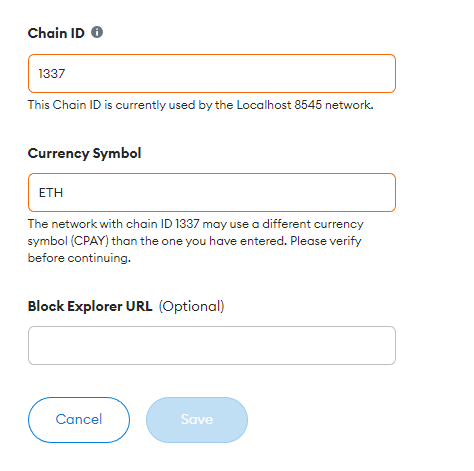 Chain ID
1337
This Chain ID is currently used by the Localhost 8545 network.
Currency Symbol
ETH
The network with chain ID 1337 may use a different currency
symbol (CPAY) than the one you have entered. Please verify
before continuing.
Block Explorer URL (Optional)
Cancel Save